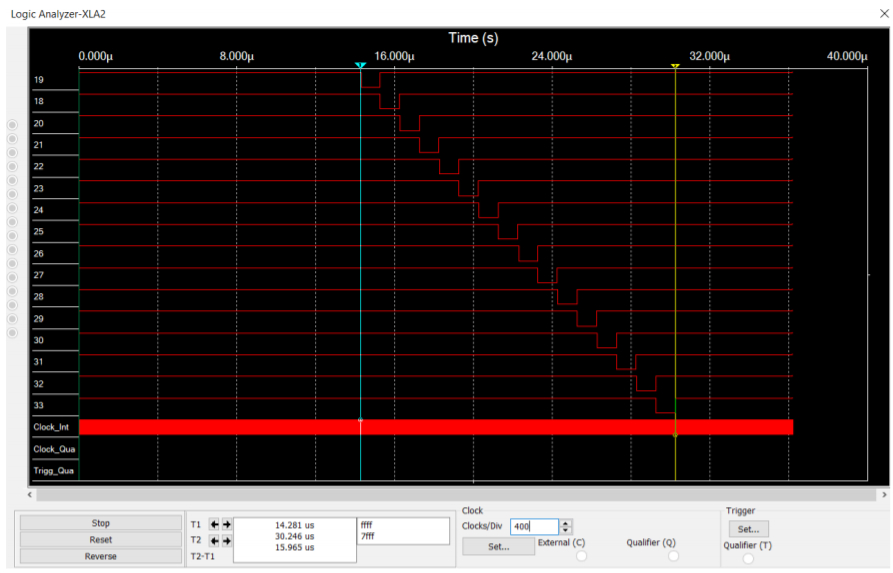 Logic Analyzer-XLA2
Time (s)
0.000µ 8.000µ 16.000µ 24.000µ 32.000µ 40.000µ
1 2
19
18
20
21
22
23
24
25
26
27
28
29
30
31
32
33
Clock_Int
Clock_Qua
Trigg_Qua
Stop
Reset
Reverse
T1 14.281 us ffff
T2 30.246 us 7fff
T2-T1 15.965 us
Clock
Clocks/Div 400
Set... External (C) Qualifier (Q)
Trigger
Set...
Qualifier (T)